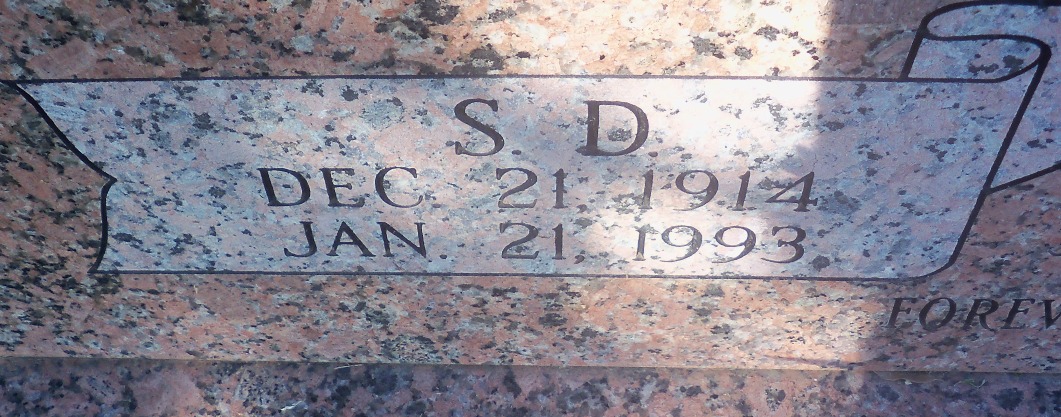 S. D.
DEC. 21, 1914
JAN. 21, 1993